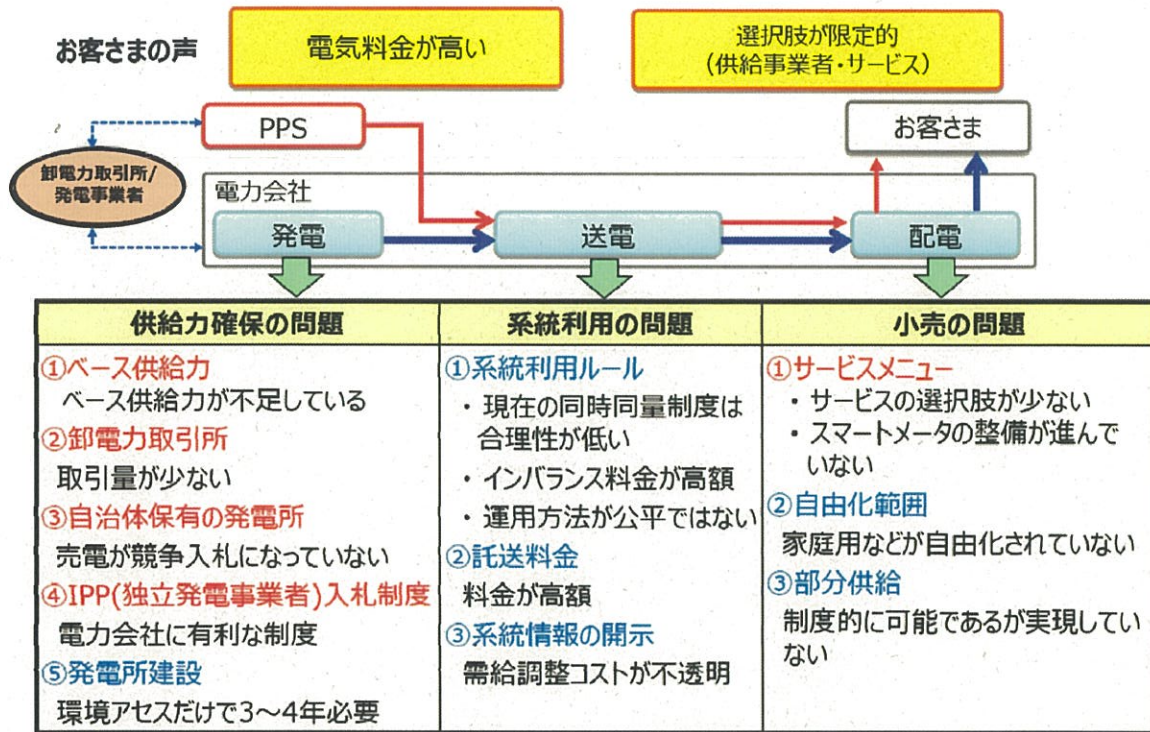 お客さまの声
電気料金が高い
選択肢が限定的
(供給事業者・サービス)
PPS
お客さま
卸電力取引所/
発電事業者
電力会社
発電
送電
配電
供給力確保の問題
①ベース供給力
ベース供給力が不足している
②卸電力取引所
取引量が少ない
③自治体保有の発電所
売電が競争入札になっていない
④IPP(独立発電事業者)入札制度
電力会社に有利な制度
⑤発電所建設
環境アセスだけで3～4年必要
系統利用の問題
①系統利用ルール
・現在の同時同量制度は
合理性が低い
・インバランス料金が高額
・運用方法が公平ではない
②託送料金
料金が高額
③系統情報の開示
需給調整コストが不透明
小売の問題
①サービスメニュー
・サービスの選択肢が少ない
・スマートメータの整備が進んで
いない
②自由化範囲
家庭用などが自由化されていない
③部分供給
制度的に可能であるが実現してい
ない